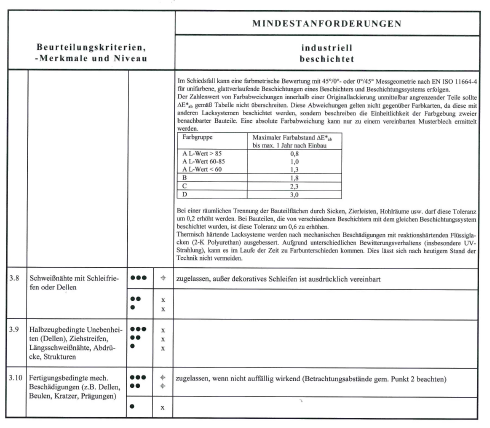 MINDESTANFORDERUNGEN
Beurteilungskriterien,
-Merkmale und Niveau
industriell
beschichtet
Im Schiedsfall kann eine farbmetrische Bewertung mit 45°/0°- oder 0°/45° Messgeometrie nach EN ISO 11664-4
für unifarbene, glattverlaufende Beschichtungen eines Beschichters und Beschichtungssystems erfolgen.
Der Zahlenwert von Farbabweichungen innerhalb einer Originallackierung unmittelbar angrenzender Teile sollte
ΔE*ab gemäß Tabelle nicht überschreiten. Diese Abweichungen gelten nicht gegenüber Farbkarten, da diese mit
anderen Lacksystemen beschichtet werden, sondern beschreiben die Einheitlichkeit der Farbgebung zweier
benachbarter Bauteile. Eine absolute Farbabweichung kann nur zu einem vereinbarten Musterblech ermittelt
werden.
Farbgruppe Maximaler Farbabstand ΔE*ab
bis max. 1 Jahr nach Einbau
A L-Wert > 85 0,8
A L-Wert 60-85 1,0
A L-Wert < 60 1,3
B 1,8
C 2,3
D 3,0
Bei einer räumlichen Trennung der Bauteilflächen durch Sicken, Zierleisten, Hohlräume usw. darf diese Toleranz
um 0,2 erhöht werden. Bei Bauteilen, die von verschiedenen Beschichtern mit dem gleichen Beschichtungssystem
beschichtet wurden, ist diese Toleranz um 0,6 zu erhöhen.
Thermisch härtende Lacksysteme werden nach mechanischen Beschädigungen mit reaktionshärtenden Flüssigla-
cken (2-K Polyurethan) ausgebessert. Aufgrund unterschiedlichen Bewitterungsverhaltens (insbesondere UV-
Strahlung), kann es im Laufe der Zeit zu Farbunterschieden kommen. Dies lässt sich nach heutigem Stand der
Technik nicht vermeiden.
3.8 Schweißnähte mit Schleifrie- ●●● + zugelassen, außer dekoratives Schleifen ist ausdrücklich vereinbart
fen oder Dellen
●● x
● x
3.9 Halbzeugbedingte Unebenhei- ●●● x
ten (Dellen), Ziehstreifen, ●● x
Längsschweißnähte, Abdrü- ● x
cke, Strukturen
3.10 Fertigungsbedingte mech. ●●● + zugelassen, wenn nicht auffällig wirkend (Betrachtungsabstände gem. Punkt 2 beachten)
Beschädigungen (z.B. Dellen, ●● +
Beulen, Kratzer, Prägungen)
● x